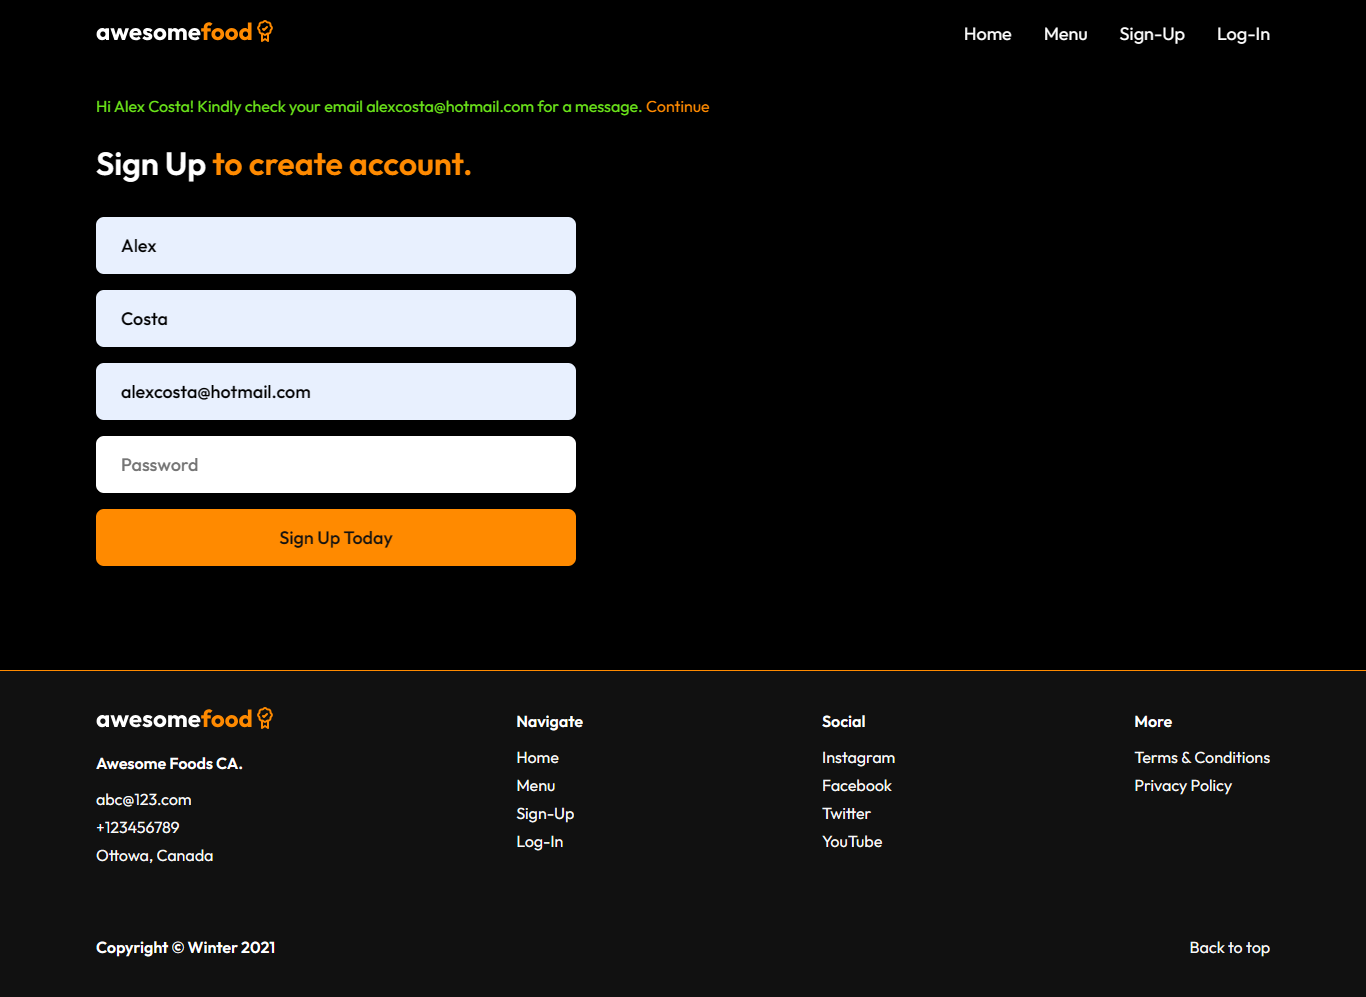 awesomefood
Home Menu Sign-Up Log-In
Hi Alex Costa! Kindly check your email alexcosta@hotmail.com for a message. Continue
Sign Up to create account.
Alex
Costa
alexcosta@hotmail.com
Password
Sign Up Today
awesomefood
Awesome Foods CA.
abc@123.com
+123456789
Ottowa, Canada
Navigate
Home
Menu
Sign-Up
Log-In
Social
Instagram
Facebook
Twitter
YouTube
More
Terms & Conditions
Privacy Policy
Copyright © Winter 2021
Back to top